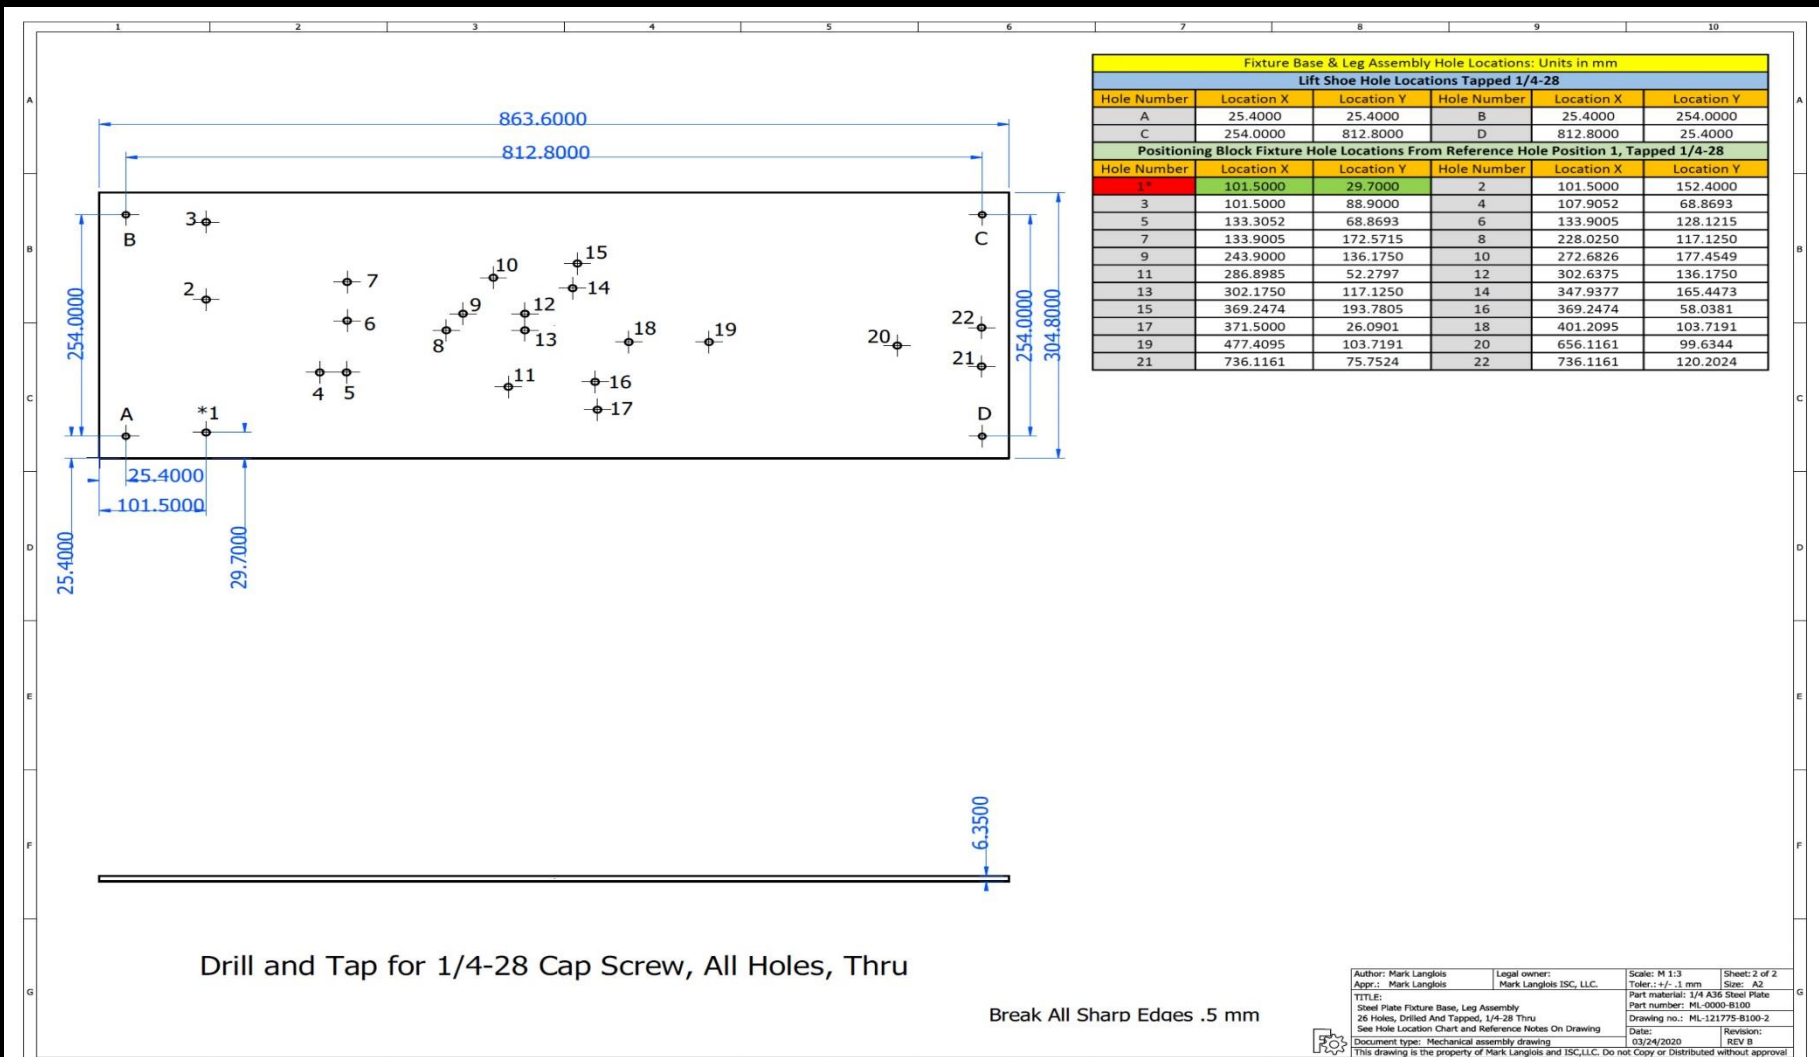 1 2 3 4 5 6 7 8 9 10
A A
B B
C C
D D
E E
F F
G G
Fixture Base & Leg Assembly Hole Locations: Units in mm
Lift Shoe Hole Locations Tapped 1/4-28
Hole Number Location X Location Y Hole Number Location X Location Y
A 25.4000 25.4000 B 25.4000 254.0000
C 254.0000 812.8000 D 812.8000 25.4000
Positioning Block Fixture Hole Locations From Reference Hole Position 1, Tapped 1/4-28
Hole Number Location X Location Y Hole Number Location X Location Y
1* 101.5000 29.7000 2 101.5000 152.4000
3 101.5000 88.9000 4 107.9052 68.8693
5 133.3052 68.8693 6 133.9005 128.1215
7 133.9005 172.5715 8 228.0250 117.1250
9 243.9000 136.1750 10 272.6826 177.4549
11 286.8985 52.2797 12 302.6375 136.1750
13 302.1750 117.1250 14 347.9377 165.4473
15 369.2474 193.7805 16 369.2474 58.0381
17 371.5000 26.0901 18 401.2095 103.7191
19 477.4095 103.7191 20 656.1161 99.6344
21 736.1161 75.7524 22 736.1161 120.2024
863.6000
812.8000
B 3 C
15
10
7 14
2
9 12 22
6 18 19
8 13 20
21
4 5 11 16
17
A *1 D
254.0000
254.0000
304.8000
25.4000
101.5000
25.4000
29.7000
6.3500
Drill and Tap for 1/4-28 Cap Screw, All Holes, Thru
Break All Sharp Edges .5 mm
Author: Mark Langlois Legal owner: Scale: M 1:3 Sheet: 2 of 2
Appr.: Mark Langlois Mark Langlois ISC, LLC. Toler.: +/- .1 mm Size: A2
TITLE: Part material: 1/4 A36 Steel Plate
Steel Plate Fixture Base, Leg Assembly Part number: ML-0000-B100
26 Holes, Drilled And Tapped, 1/4-28 Thru Drawing no.: ML-121775-B100-2
See Hole Location Chart and Reference Notes On Drawing Date: Revision:
Document type: Mechanical assembly drawing 03/24/2020 REV B
This drawing is the property of Mark Langlois and ISC,LLC. Do not Copy or Distributed without approval